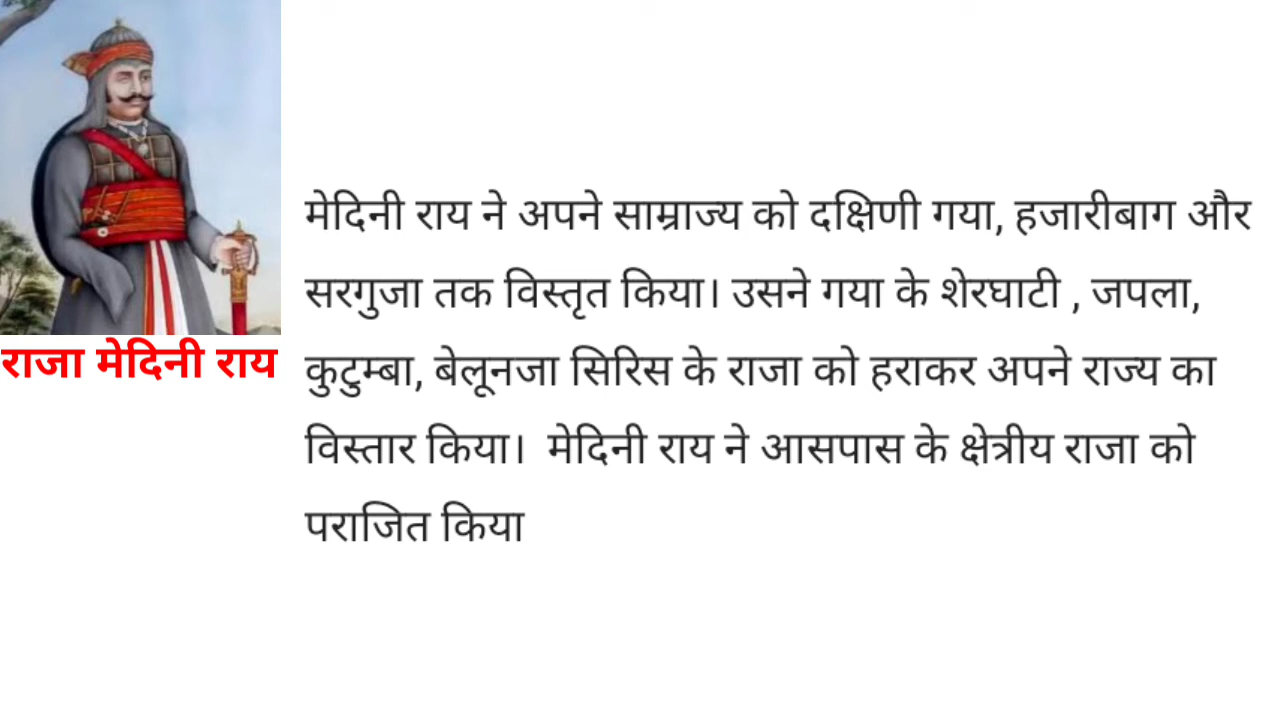 राजा मेदिनी राय
मेदिनी राय ने अपने साम्राज्य को दक्षिणी गया, हजारीबाग और
सरगुजा तक विस्तृत किया। उसने गया के शेरघाटी , जपला,
कुटुम्बा, बेलूनजा सिरिस के राजा को हराकर अपने राज्य का
विस्तार किया। मेदिनी राय ने आसपास के क्षेत्रीय राजा को
पराजित किया